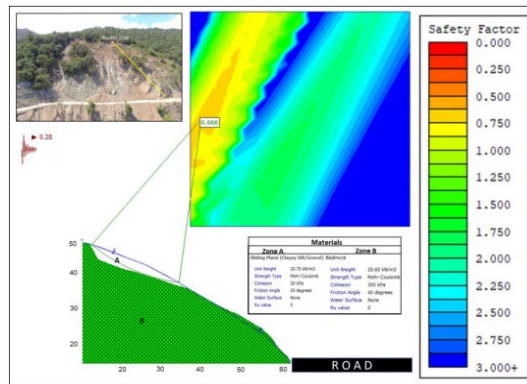 Safety Factor
0.000
0.250
0.500
0.750
1.000
1.250
1.500
1.750
2.000
2.250
2.500
2.750
3.000+
0.28
0.666
50
40
30
20
A
B
20
30
40
50
60
ROAD
Materials
Zone A
Zone B
Sliding Plane (Clayey Silt/Gravel)
Bedrock
Unit Weight 20.75 kN/m3
Strength Type Mohr-Coulomb
Cohesion 20 kPa
Friction Angle 20 degrees
Water Surface None
Ru value 0
Unit Weight 25.65 kN/m3
Strength Type Mohr-Coulomb
Cohesion 350 kPa
Friction Angle 40 degrees
Water Surface None
Ru value 0